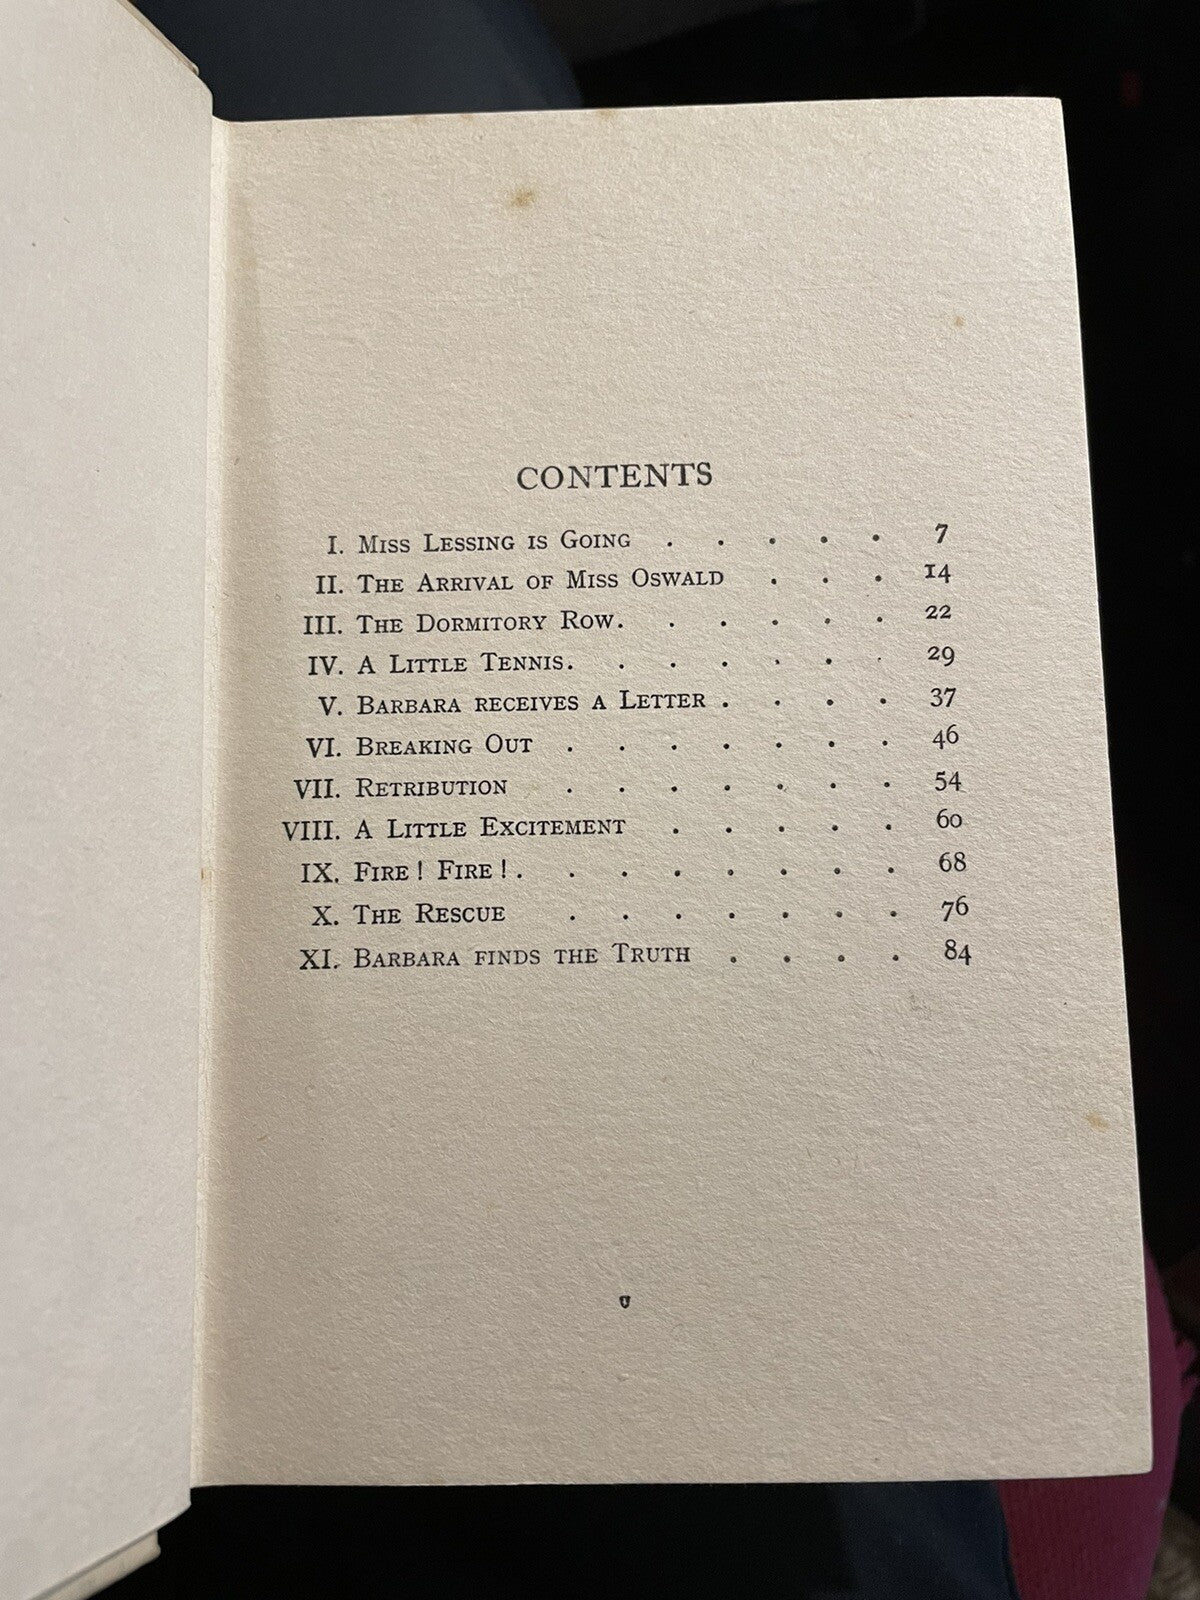 CONTENTS
I. Miss Lessing is Going . . . . . 7
II. The Arrival of Miss Oswald . . . 14
III. The Dormitory Row. . . . . . 22
IV. A Little Tennis. . . . . . . 29
V. Barbara receives a Letter . . . . 37
VI. Breaking Out . . . . . . . 46
VII. Retribution . . . . . . . 54
VIII. A Little Excitement . . . . . 60
IX. Fire! Fire!. . . . . . . . 68
X. The Rescue . . . . . . . 76
XI. Barbara finds the Truth . . . . 84
v